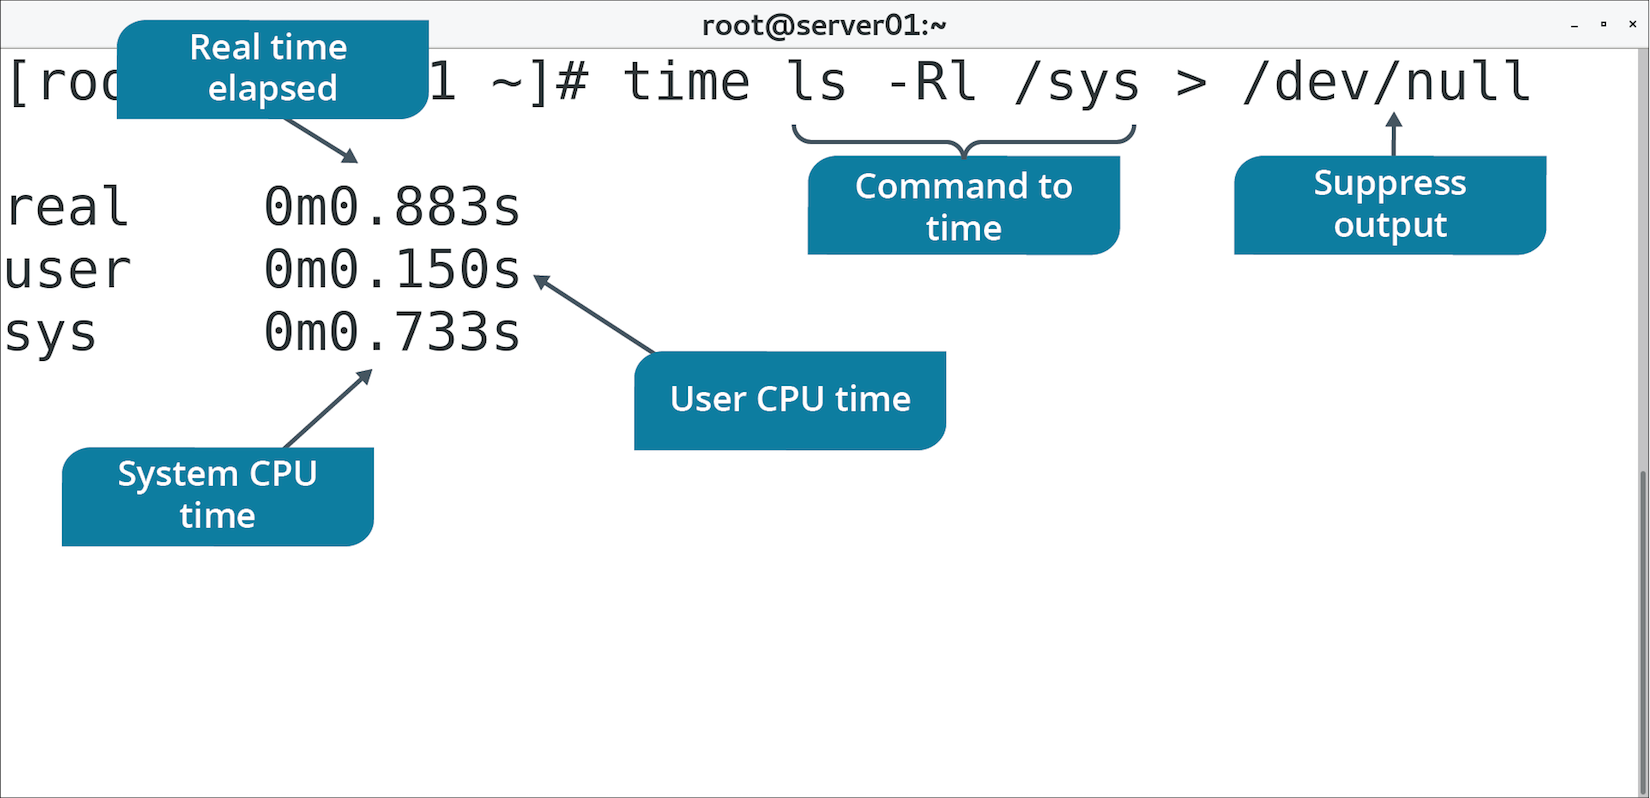 root@server01:~
Real time
elapsed
[roo 1 ~]# time ls -Rl /sys > /dev/null
Command to
time
Suppress
output
real 0m0.883s
user 0m0.150s
sys 0m0.733s
User CPU time
System CPU
time